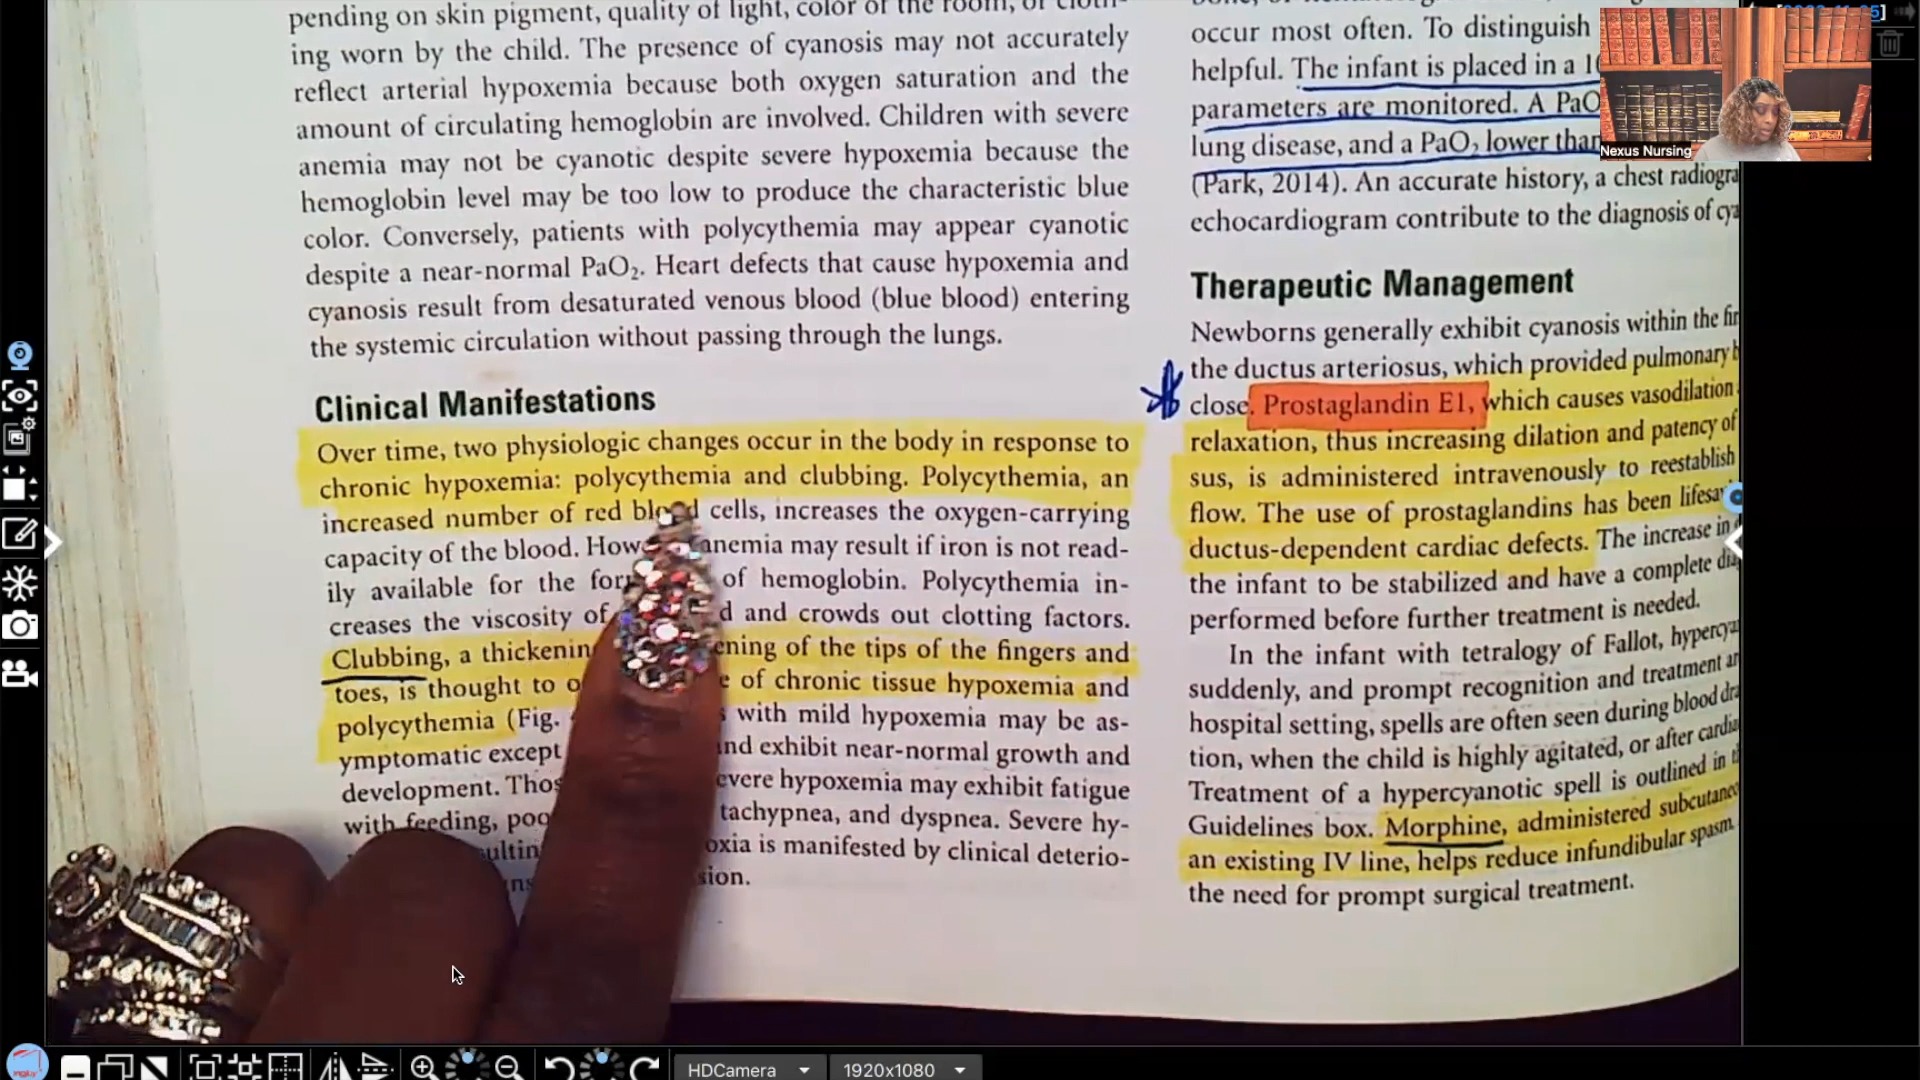 pending on skin pigment, quality of light, color of the room, or cloth-
ing worn by the child. The presence of cyanosis may not accurately
reflect arterial hypoxemia because both oxygen saturation and the
amount of circulating hemoglobin are involved. Children with severe
anemia may not be cyanotic despite severe hypoxemia because the
hemoglobin level may be too low to produce the characteristic blue
color. Conversely, patients with polycythemia may appear cyanotic
despite a near-normal PaO₂. Heart defects that cause hypoxemia and
cyanosis result from desaturated venous blood (blue blood) entering
the systemic circulation without passing through the lungs.
Clinical Manifestations
Over time, two physiologic changes occur in the body in response to
chronic hypoxemia: polycythemia and clubbing. Polycythemia, an
increased number of red blood cells, increases the oxygen-carrying
capacity of the blood. anemia may result if iron is not read-
ily available for the of hemoglobin. Polycythemia in-
creases the viscosity of and crowds out clotting factors.
Clubbing, a of the tips of the fingers and
toes, is thought to of chronic tissue hypoxemia and
polycythemia (Fig. with mild hypoxemia may be as-
ymptomatic except and exhibit near-normal growth and
development. severe hypoxemia may exhibit fatigue
with feeding, tachypnea, and dyspnea. Severe hy-
is manifested by clinical deterio-
occur most often. To distinguish
helpful. The infant is placed in a
parameters are monitored. A
lung disease, and a PaO₂ lower than
(Park, 2014). An accurate history, a chest
echocardiogram contribute to the diagnosis of
Therapeutic Management
Newborns generally exhibit cyanosis within the
the ductus arteriosus, which provided pulmonary
close. Prostaglandin E1, which causes vasodilation
relaxation, thus increasing dilation and patency of
sus, is administered intravenously to reestablish
flow. The use of prostaglandins has been
ductus-dependent cardiac defects. The increase in
the infant to be stabilized and have a complete
performed before further treatment is needed.
In the infant with tetralogy of Fallot,
suddenly, and prompt recognition and treatment
hospital setting, spells are often seen during blood
tion, when the child is highly agitated, or after
Treatment of a hypercyanotic spell is outlined in
Guidelines box. Morphine, administered
an existing IV line, helps reduce infundibular spasm.
the need for prompt surgical treatment.
Nexus Nursing
HDCamera
1920x1080